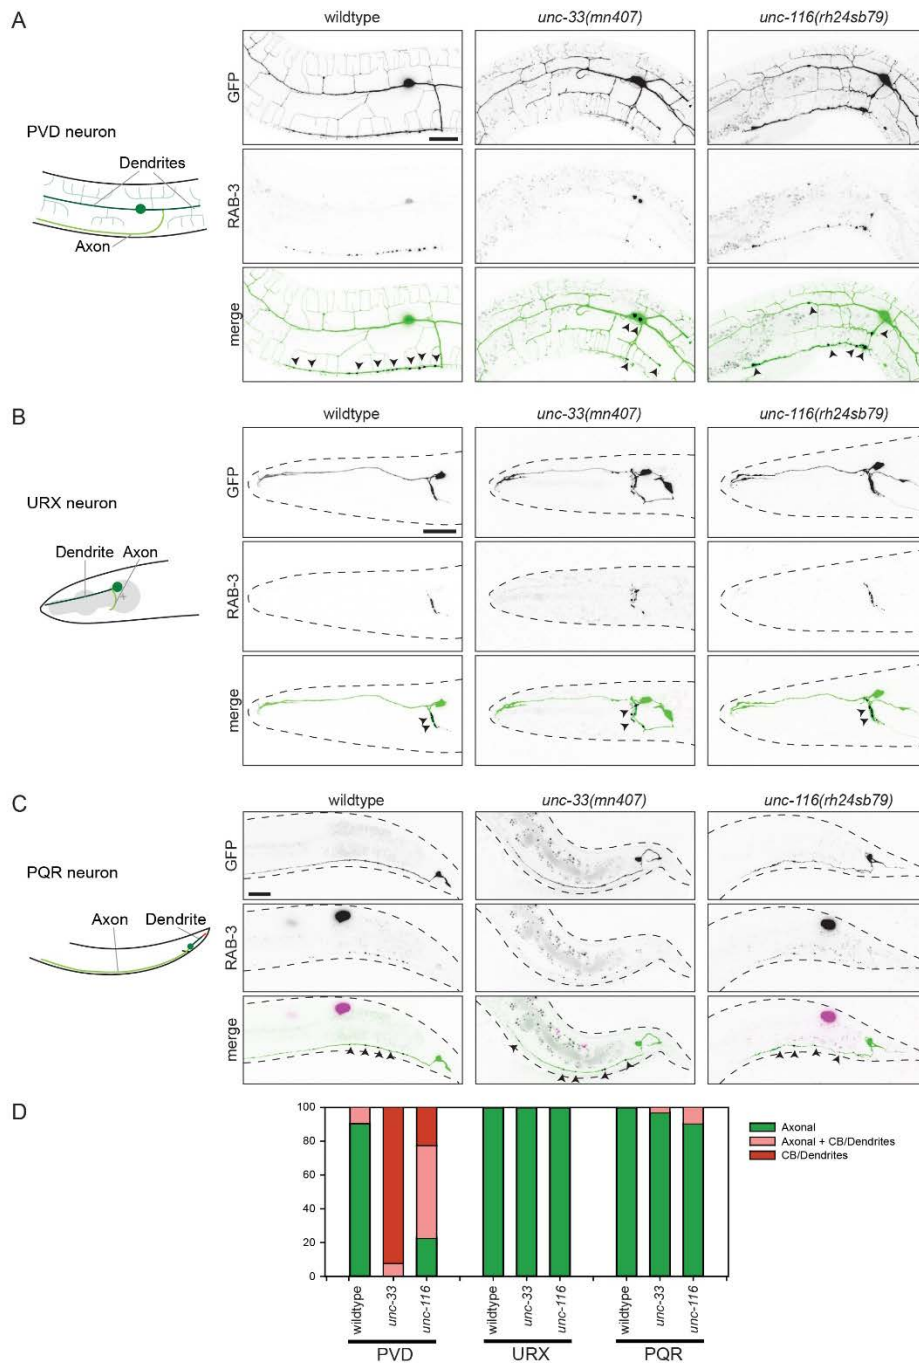 A
wildtype unc-33(mn407) unc-116(rh24sb79)
GFP
PVD neuron
Dendrites
Axon
RAB-3
merge
B
wildtype unc-33(mn407) unc-116(rh24sb79)
GFP
URX neuron
Dendrite Axon
RAB-3
merge
C
wildtype unc-33(mn407) unc-116(rh24sb79)
GFP
PQR neuron
Axon Dendrite
RAB-3
merge
D
100
80
60
40
20
0
Axonal
Axonal + CB/Dendrites
CB/Dendrites
wildtype unc-33 unc-116 wildtype unc-33 unc-116 wildtype unc-33 unc-116
PVD URX PQR